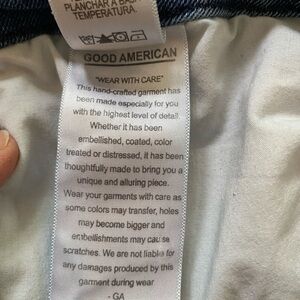 PLANCHAR A BAJA
TEMPERATURA.
GOOD AMERICAN
"WEAR WITH CARE"
This hand-crafted garment has
been made especially for you
with the highest level of detail.
Whether it has been
embellished, coated, color
treated or distressed, it has been
thoughtfully made to bring you a
unique and alluring piece.
Wear your garments with care as
some colors may transfer, holes
may become bigger and
embellishments may cause
scratches. We are not liable for
any damages produced by this
garment during wear
- GA